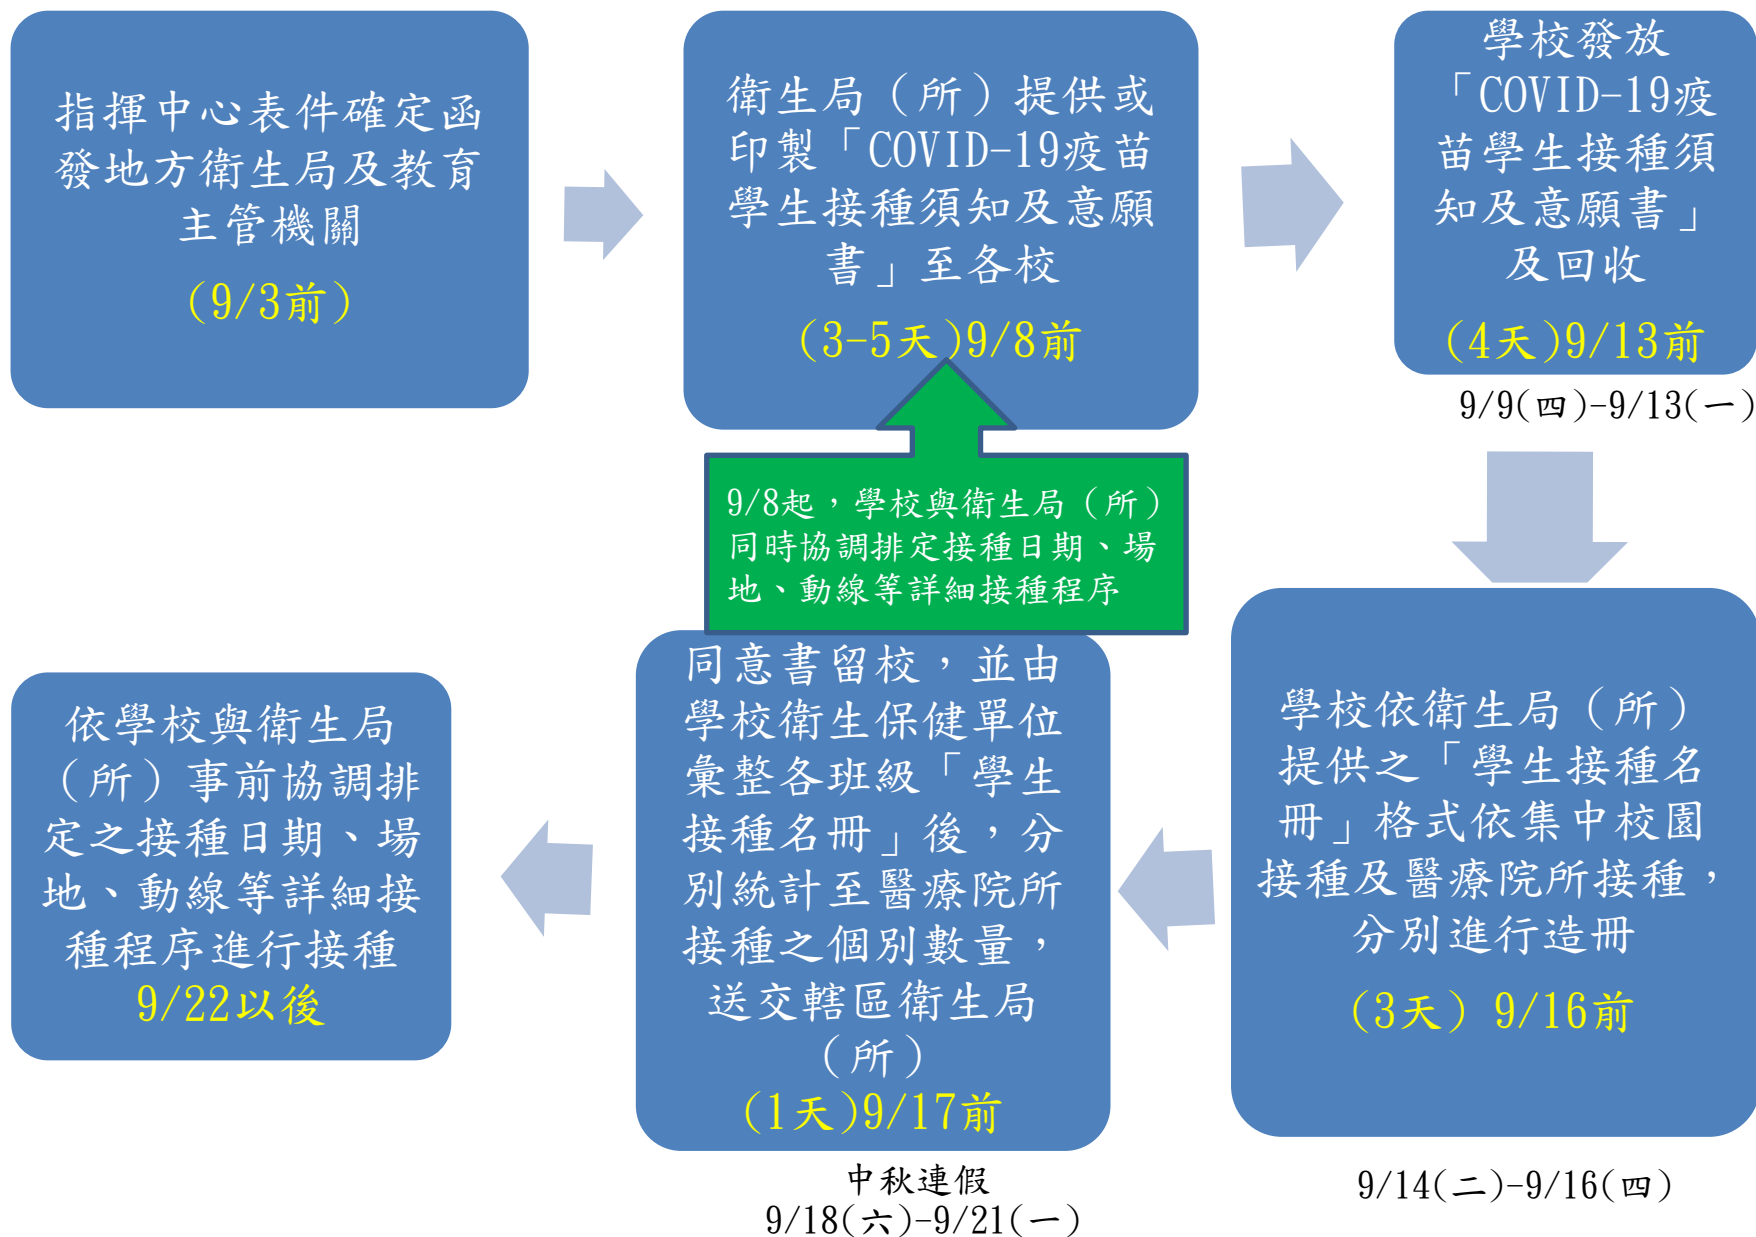 指揮中心表件確定函
發地方衛生局及教育
主管機關
(9/3前)
衛生局（所）提供或
印製「COVID-19疫苗
學生接種須知及意願
書」至各校
(3-5天)9/8前
學校發放
「COVID-19疫
苗學生接種須
知及意願書」
及回收
(4天)9/13前
9/9(四)-9/13(一)
9/8起，學校與衛生局（所）
同時協調排定接種日期、場
地、動線等詳細接種程序
學校依衛生局（所）
提供之「學生接種名
冊」格式依集中校園
接種及醫療院所接種，
分別進行造冊
(3天) 9/16前
9/14(二)-9/16(四)
同意書留校，並由
學校衛生保健單位
彙整各班級「學生
接種名冊」後，分
別統計至醫療院所
接種之個別數量，
送交轄區衛生局
（所）
(1天)9/17前
中秋連假
9/18(六)-9/21(一)
依學校與衛生局
（所）事前協調排
定之接種日期、場
地、動線等詳細接
種程序進行接種
9/22以後